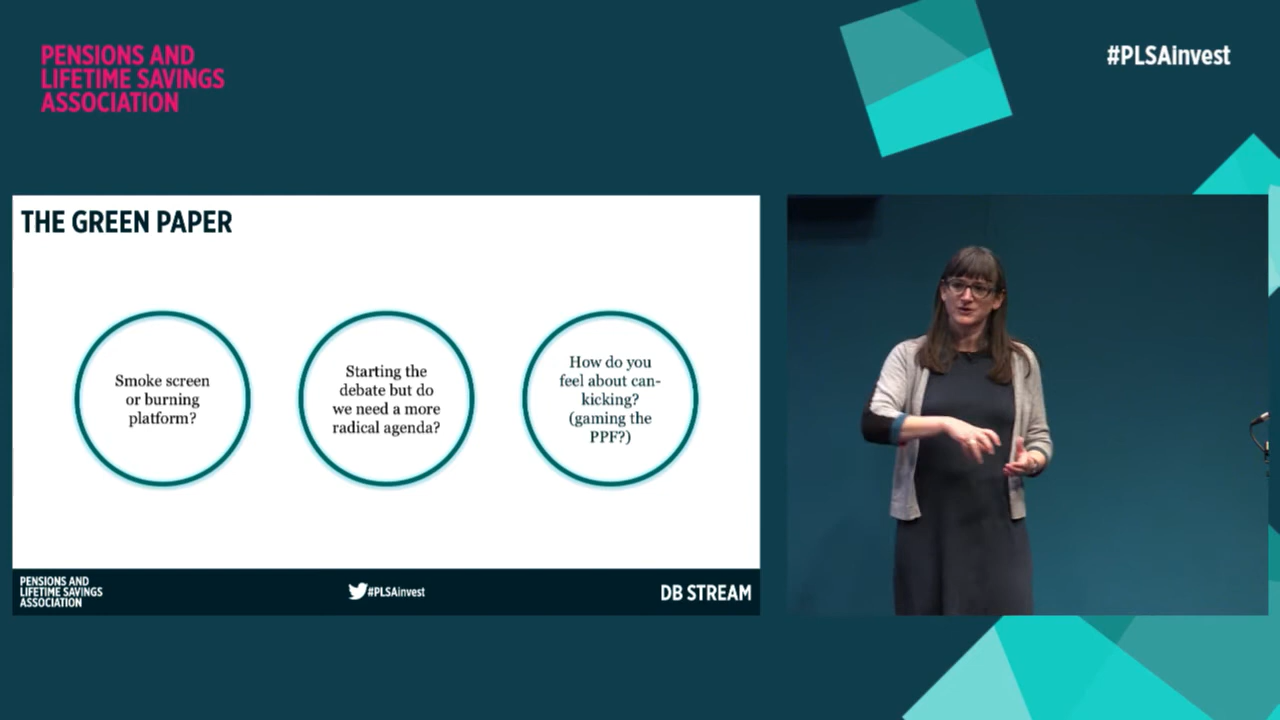 PENSIONS AND
LIFETIME SAVINGS
ASSOCIATION
#PLSAinvest
THE GREEN PAPER
Smoke screen
or burning
platform?
Starting the
debate but do
we need a more
radical agenda?
How do you
feel about can-
kicking?
(gaming the
PPF?)
PENSIONS AND
LIFETIME SAVINGS
ASSOCIATION
#PLSAinvest
DB STREAM